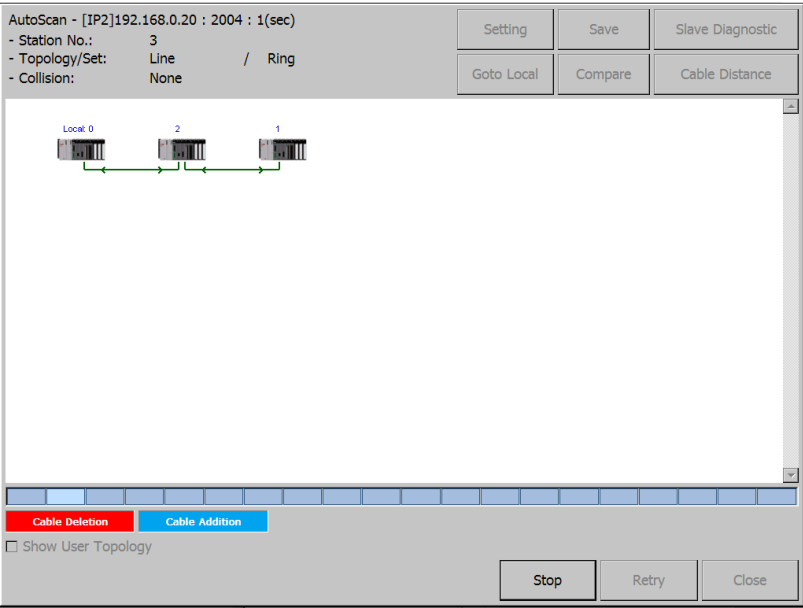 AutoScan - [IP2]192.168.0.20 : 2004 : 1(sec)
- Station No.: 3
- Topology/Set: Line / Ring
- Collision: None
Setting Save Slave Diagnostic
Goto Local Compare Cable Distance
Local: 0 2 1
Cable Deletion Cable Addition
Show User Topology
Stop Retry Close